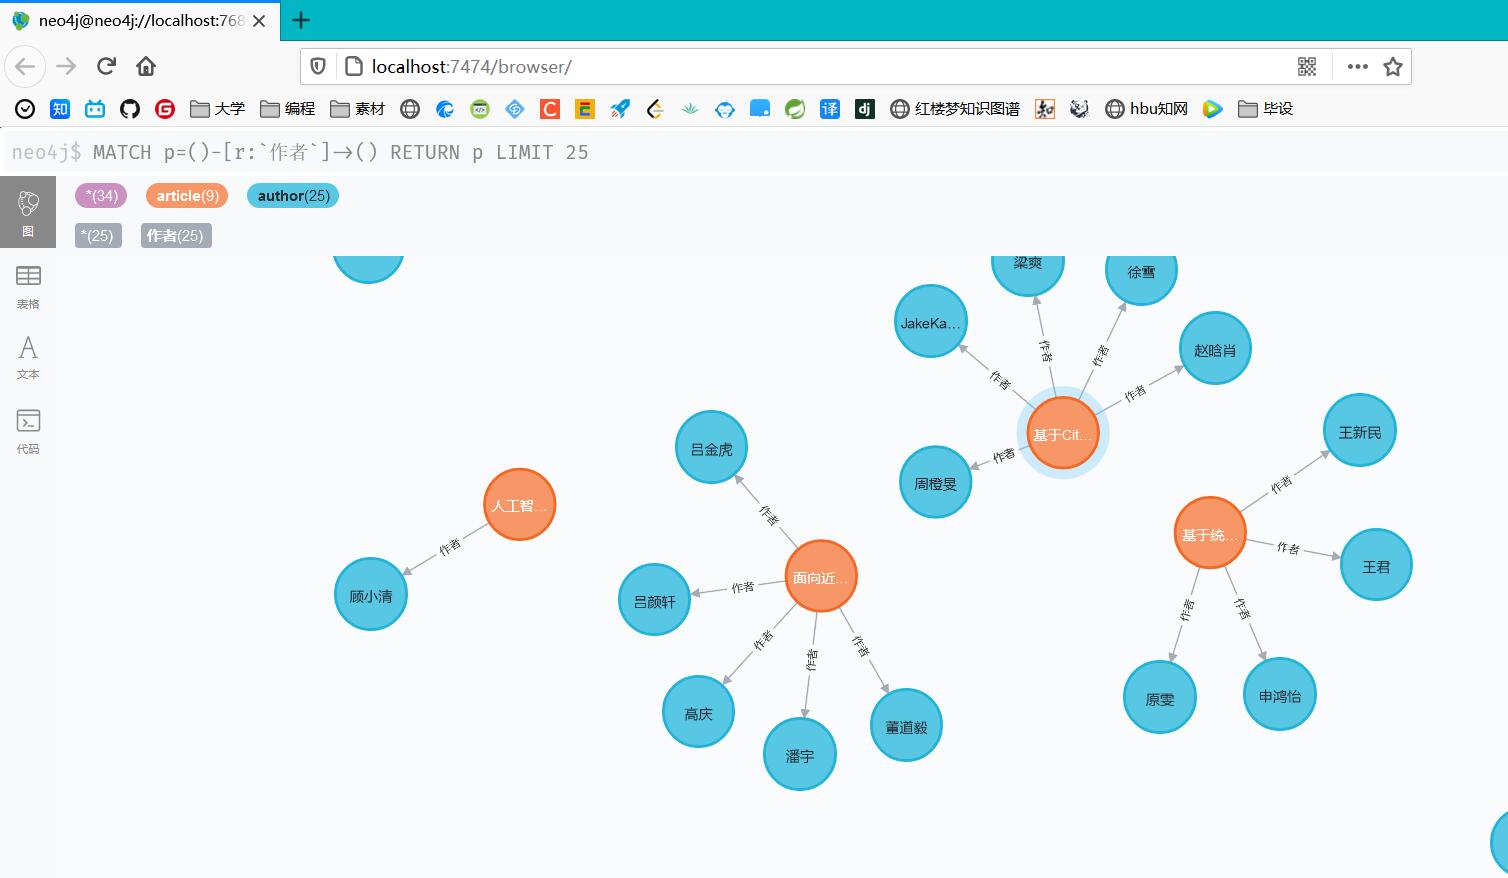 neo4j@neo4j://localhost:768
localhost:7474/browser/
知 大学 编程 素材 C E 译 dj 红楼梦知识图谱 hbu知网 毕设
neo4j$ MATCH p=()-[r:`作者`]->() RETURN p LIMIT 25
*(34) article(9) author(25)
*(25) 作者(25)
图
表格
文本
代码
梁爽
徐雪
JakeKa...
赵晗肖
作者
作者
作者
作者
基于Cit...
作者
周橙旻
王新民
作者
基于统...
作者
王君
作者
作者
原雯
申鸿怡
吕金虎
作者
面向近...
作者
吕颜轩
作者
作者
作者
高庆
潘宇
董道毅
人工智...
作者
顾小清